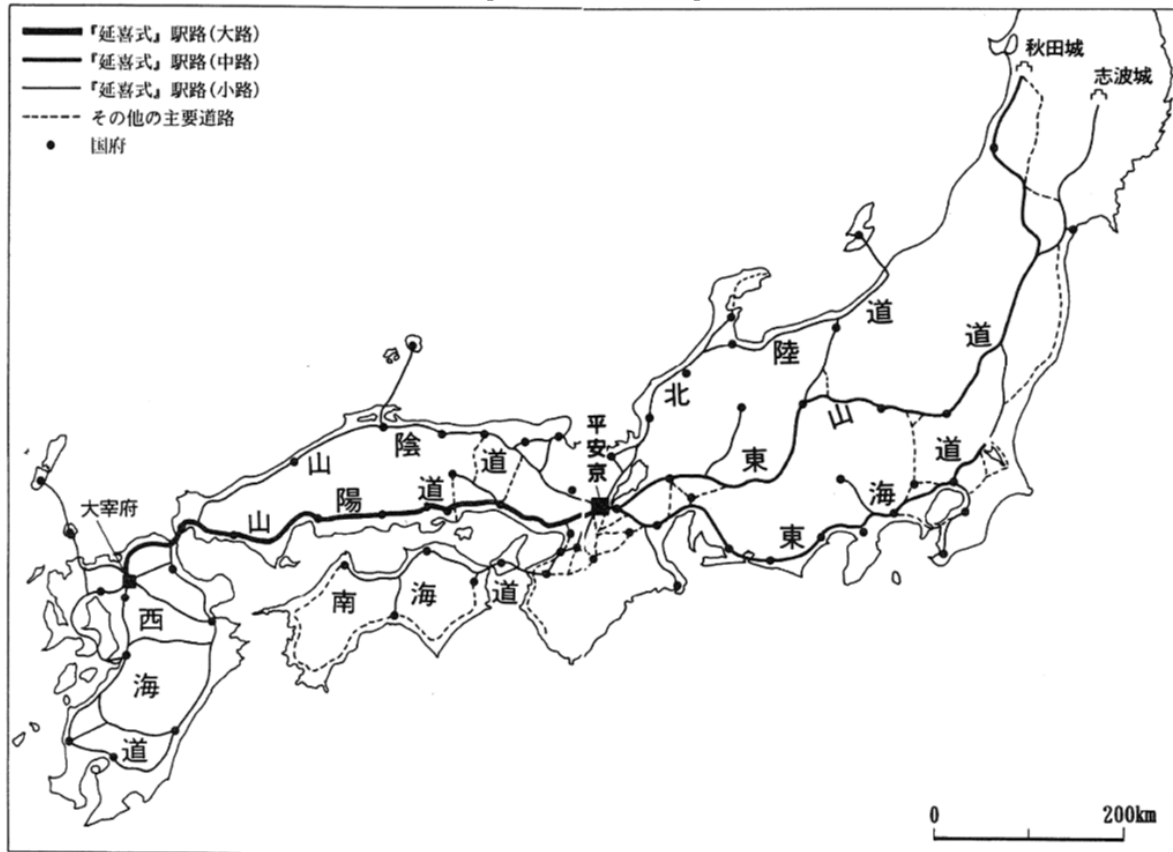 『延喜式』駅路(大路)
『延喜式』駅路(中路)
『延喜式』駅路(小路)
その他の主要道路
国府
秋田城
志波城
北陸道
東山道
山陰道
平安京
山陽道
東海道
大宰府
南海道
西海道
0 200km